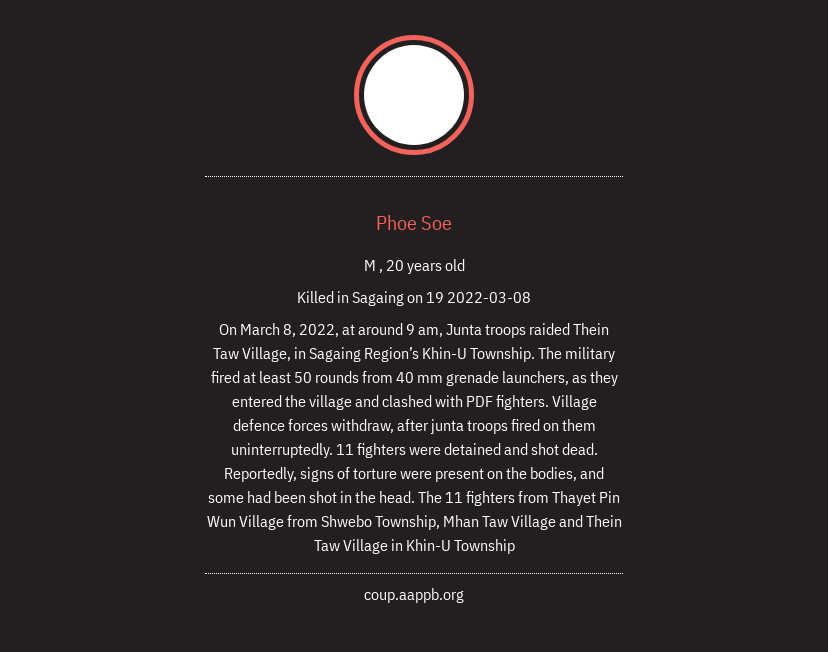 Phoe Soe
M , 20 years old
Killed in Sagaing on 19 2022-03-08
On March 8, 2022, at around 9 am, Junta troops raided Thein
Taw Village, in Sagaing Region’s Khin-U Township. The military
fired at least 50 rounds from 40 mm grenade launchers, as they
entered the village and clashed with PDF fighters. Village
defence forces withdraw, after junta troops fired on them
uninterruptedly. 11 fighters were detained and shot dead.
Reportedly, signs of torture were present on the bodies, and
some had been shot in the head. The 11 fighters from Thayet Pin
Wun Village from Shwebo Township, Mhan Taw Village and Thein
Taw Village in Khin-U Township
coup.aappb.org